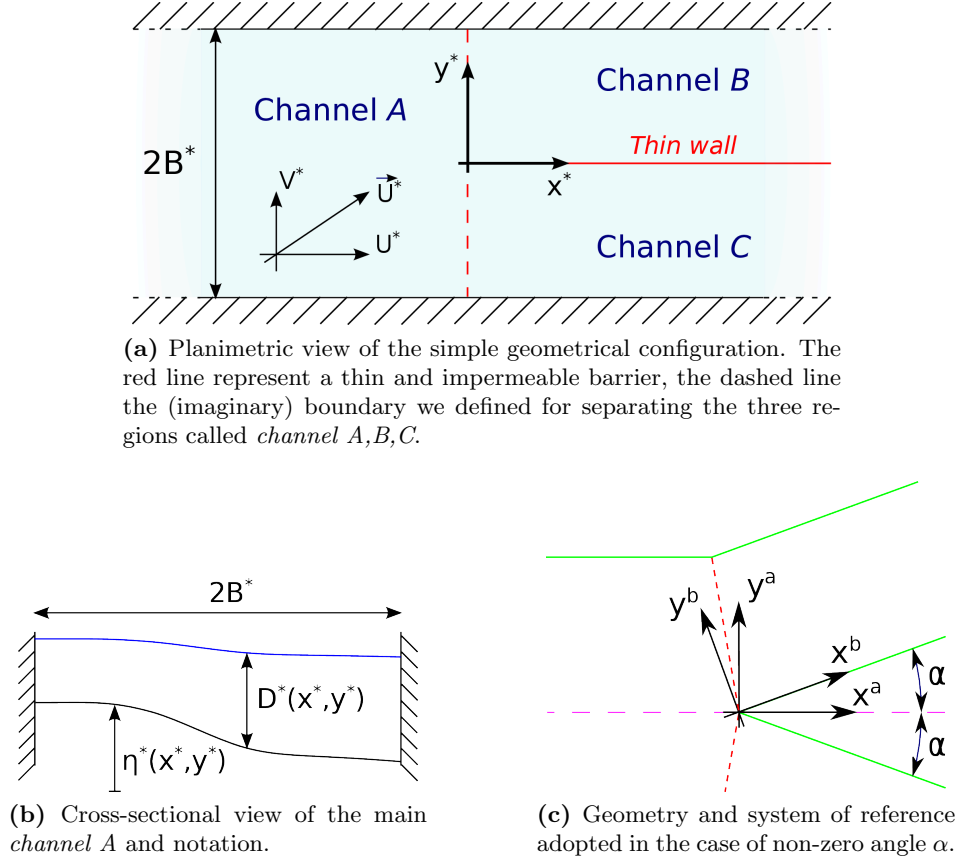 y*
Channel B
Channel A
Thin wall
2B*
V*
U*
x*
U*
Channel C
(a) Planimetric view of the simple geometrical configuration. The
red line represent a thin and impermeable barrier, the dashed line
the (imaginary) boundary we defined for separating the three re-
gions called channel A,B,C.
2B*
D*(x*,y*)
η*(x*,y*)
(b) Cross-sectional view of the main
channel A and notation.
y^b
y^a
x^b
x^a
α
α
(c) Geometry and system of reference
adopted in the case of non-zero angle α.